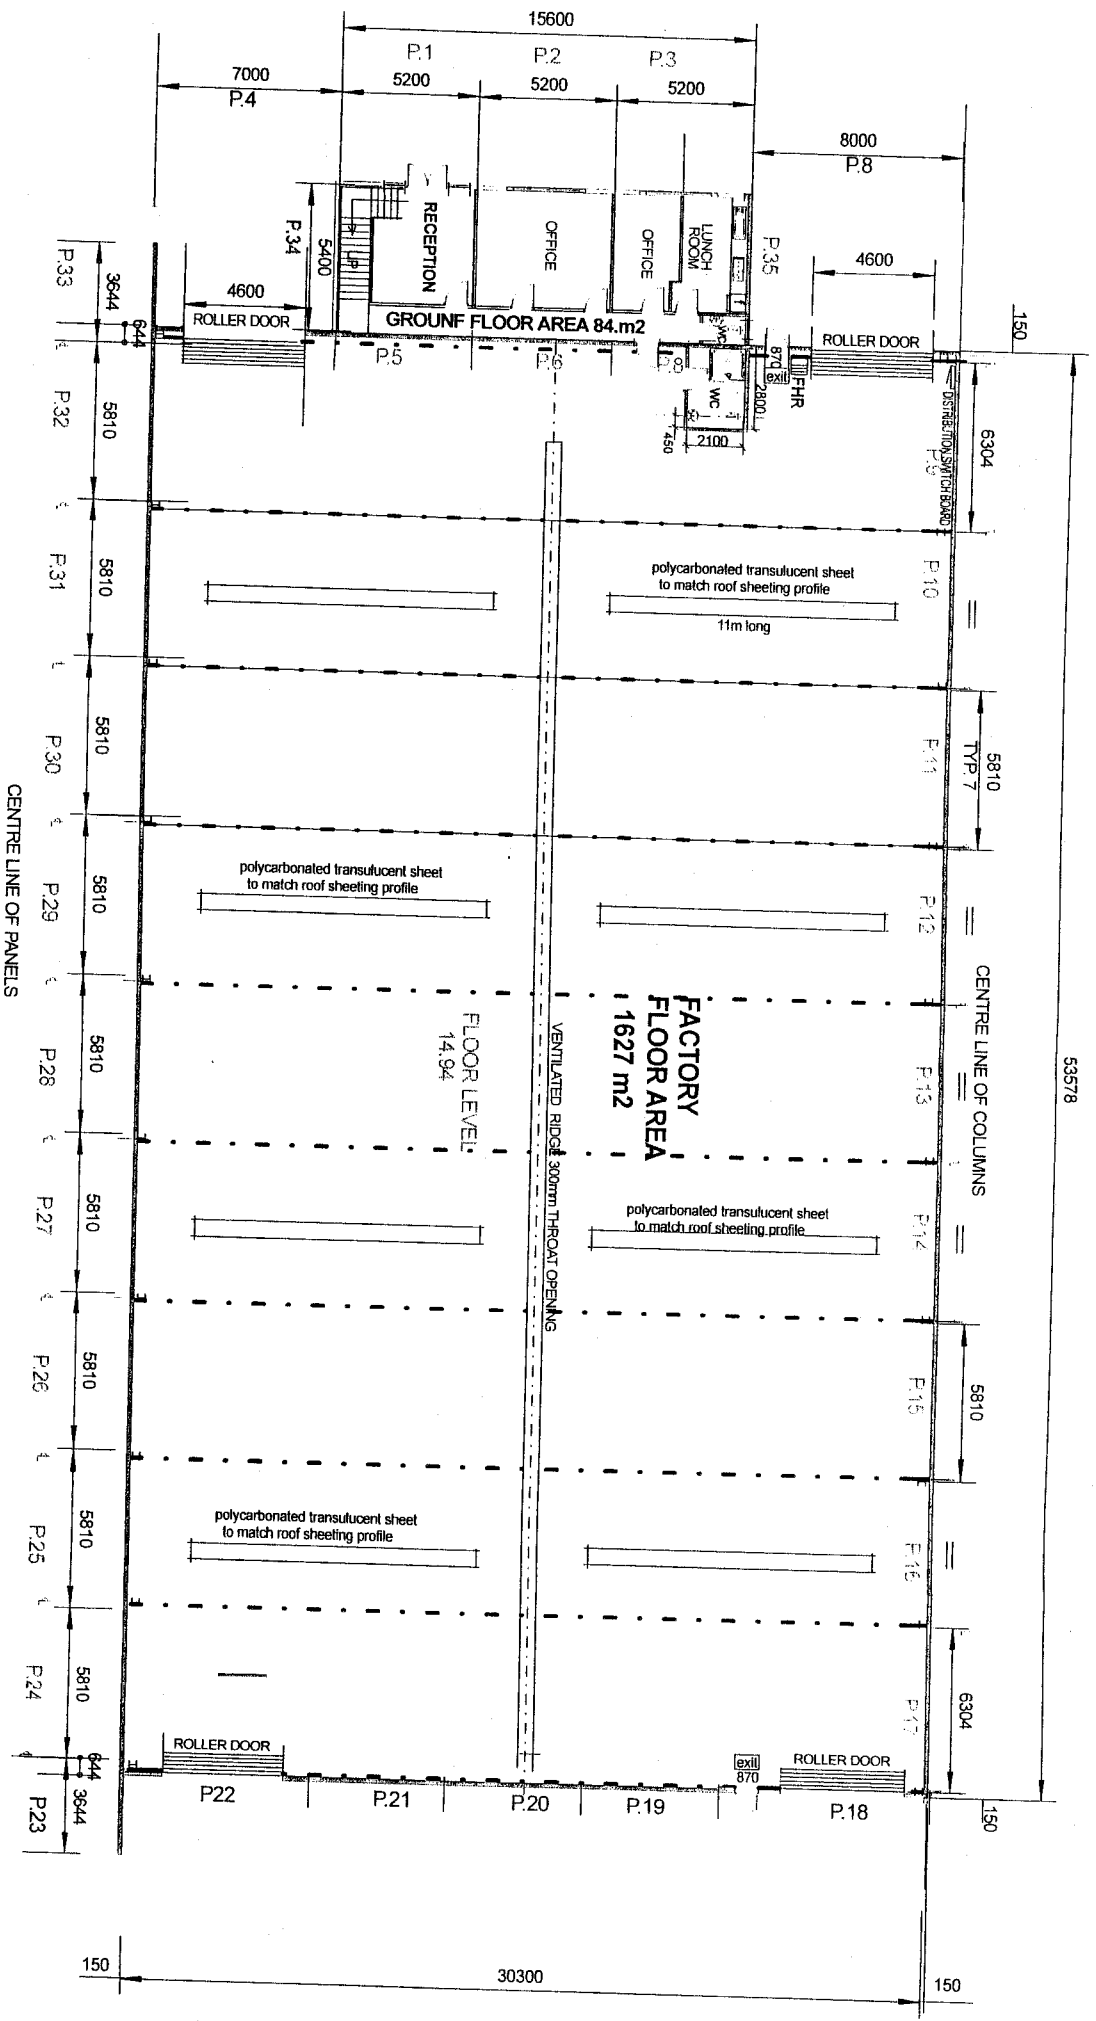 15600
P.1
P.2
P.3
7000
P.4
5200
5200
5200
8000
P.8
RECEPTION
OFFICE
OFFICE
LUNCH
ROOM
P.35
P.34
5400
UP
4600
4600
150
P.33
3644
644
ROLLER DOOR
GROUNF FLOOR AREA 84.m2
WC
ROLLER DOOR
P.5
P.6
P.8
870
exit
FHR
WC
2800
2100
450
DISTRIBUTION SWITCH BOARD
P.9
6304
P.32
5810
P.31
5810
polycarbonated transulucent sheet
to match roof sheeting profile
11m long
P.10
=
P.30
5810
P.11
5810
TYP. 7
CENTRE LINE OF PANELS
P.29
5810
polycarbonated transulucent sheet
to match roof sheeting profile
P.12
=
CENTRE LINE OF COLUMNS
53578
P.28
5810
FLOOR LEVEL
14.94
VENTILATED RIDGE 300mm THROAT OPENING
FACTORY
FLOOR AREA
1627 m2
P.13
=
P.27
5810
polycarbonated transulucent sheet
to match roof sheeting profile
P.14
=
P.26
5810
P.15
5810
P.25
5810
polycarbonated transulucent sheet
to match roof sheeting profile
P.16
=
P.24
5810
P.17
6304
ROLLER DOOR
exit
870
ROLLER DOOR
644
3644
P.23
P22
P.21
P.20
P.19
P.18
150
150
30300
150